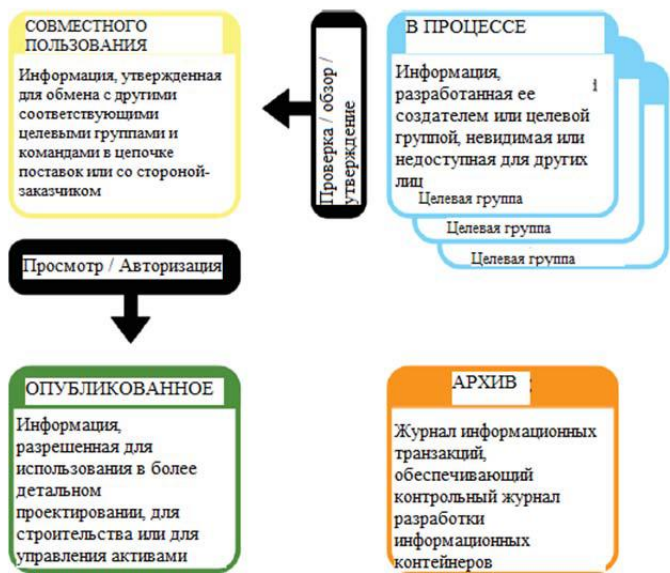 СОВМЕСТНОГО
ПОЛЬЗОВАНИЯ
Информация, утвержденная
для обмена с другими
соответствующими
целевыми группами и
командами в цепочке
поставок или со стороной-
заказчиком
Проверка / обзор /
утверждение
В ПРОЦЕССЕ
Информация,
разработанная ее
создателем или целевой
группой, невидимая или
недоступная для других
лиц
Целевая группа
Целевая группа
Целевая группа
Просмотр / Авторизация
ОПУБЛИКОВАННОЕ
Информация,
разрешенная для
использования в более
детальном
проектировании, для
строительства или для
управления активами
АРХИВ
Журнал информационных
транзакций,
обеспечивающий
контрольный журнал
разработки
информационных
контейнеров